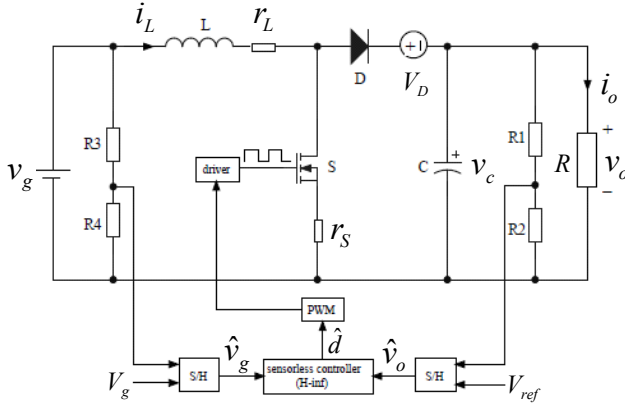 i_L L r_L
D V_D i_o
R3 R1
+
driver S C + v_c R v_o
v_g
−
R4 r_S R2
PWM
v̂_g d̂ v̂_o
S/H sensorless controller S/H
(H-inf)
V_g V_ref
+ I